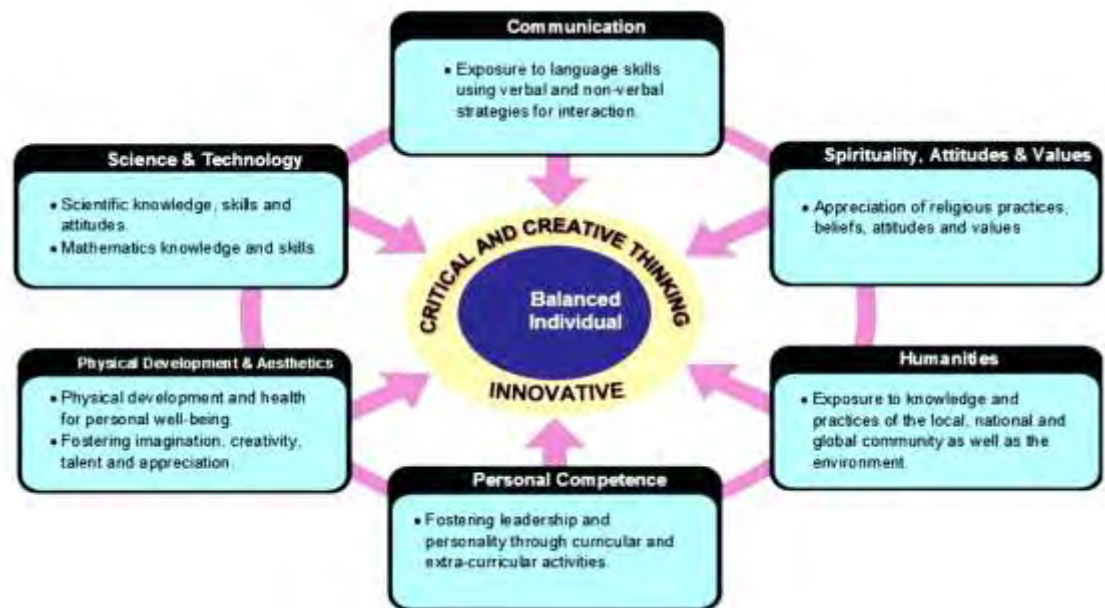 Communication
• Exposure to language skills
using verbal and non-verbal
strategies for interaction.
Science & Technology
• Scientific knowledge, skills and
attitudes.
• Mathematics knowledge and skills
Spirituality, Attitudes & Values
• Appreciation of religious practices,
beliefs, attitudes and values
CRITICAL AND CREATIVE THINKING
Balanced
Individual
INNOVATIVE
Physical Development & Aesthetics
• Physical development and health
for personal well-being.
• Fostering imagination, creativity,
talent and appreciation.
Humanities
• Exposure to knowledge and
practices of the local, national and
global community as well as the
environment.
Personal Competence
• Fostering leadership and
personality through curricular and
extra-curricular activities.